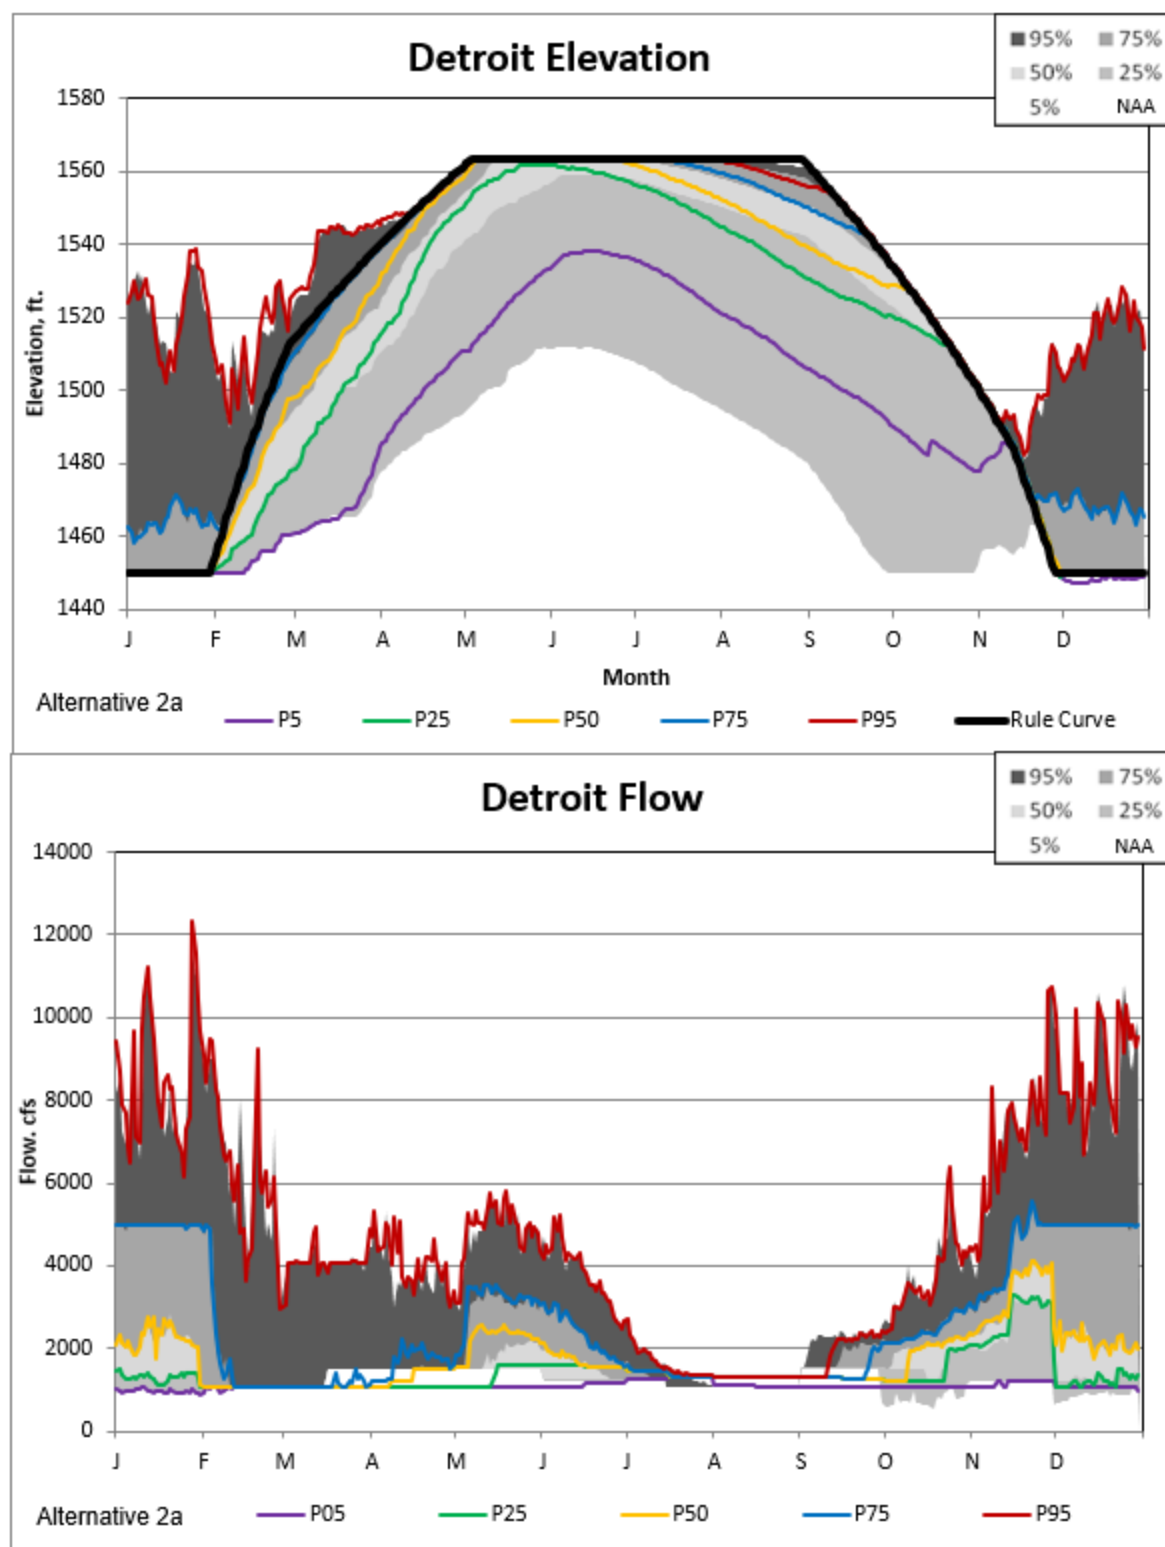 Detroit Elevation
95% 75%
50% 25%
5% NAA
1580
1560
1540
1520
1500
1480
1460
1440
Elevation, ft.
J F M A M J J A S O N D
Month
Alternative 2a
P5 P25 P50 P75 P95 Rule Curve
Detroit Flow
95% 75%
50% 25%
5% NAA
14000
12000
10000
8000
6000
4000
2000
0
Flow. cfs
J F M A M J J A S O N D
Alternative 2a
P05 P25 P50 P75 P95